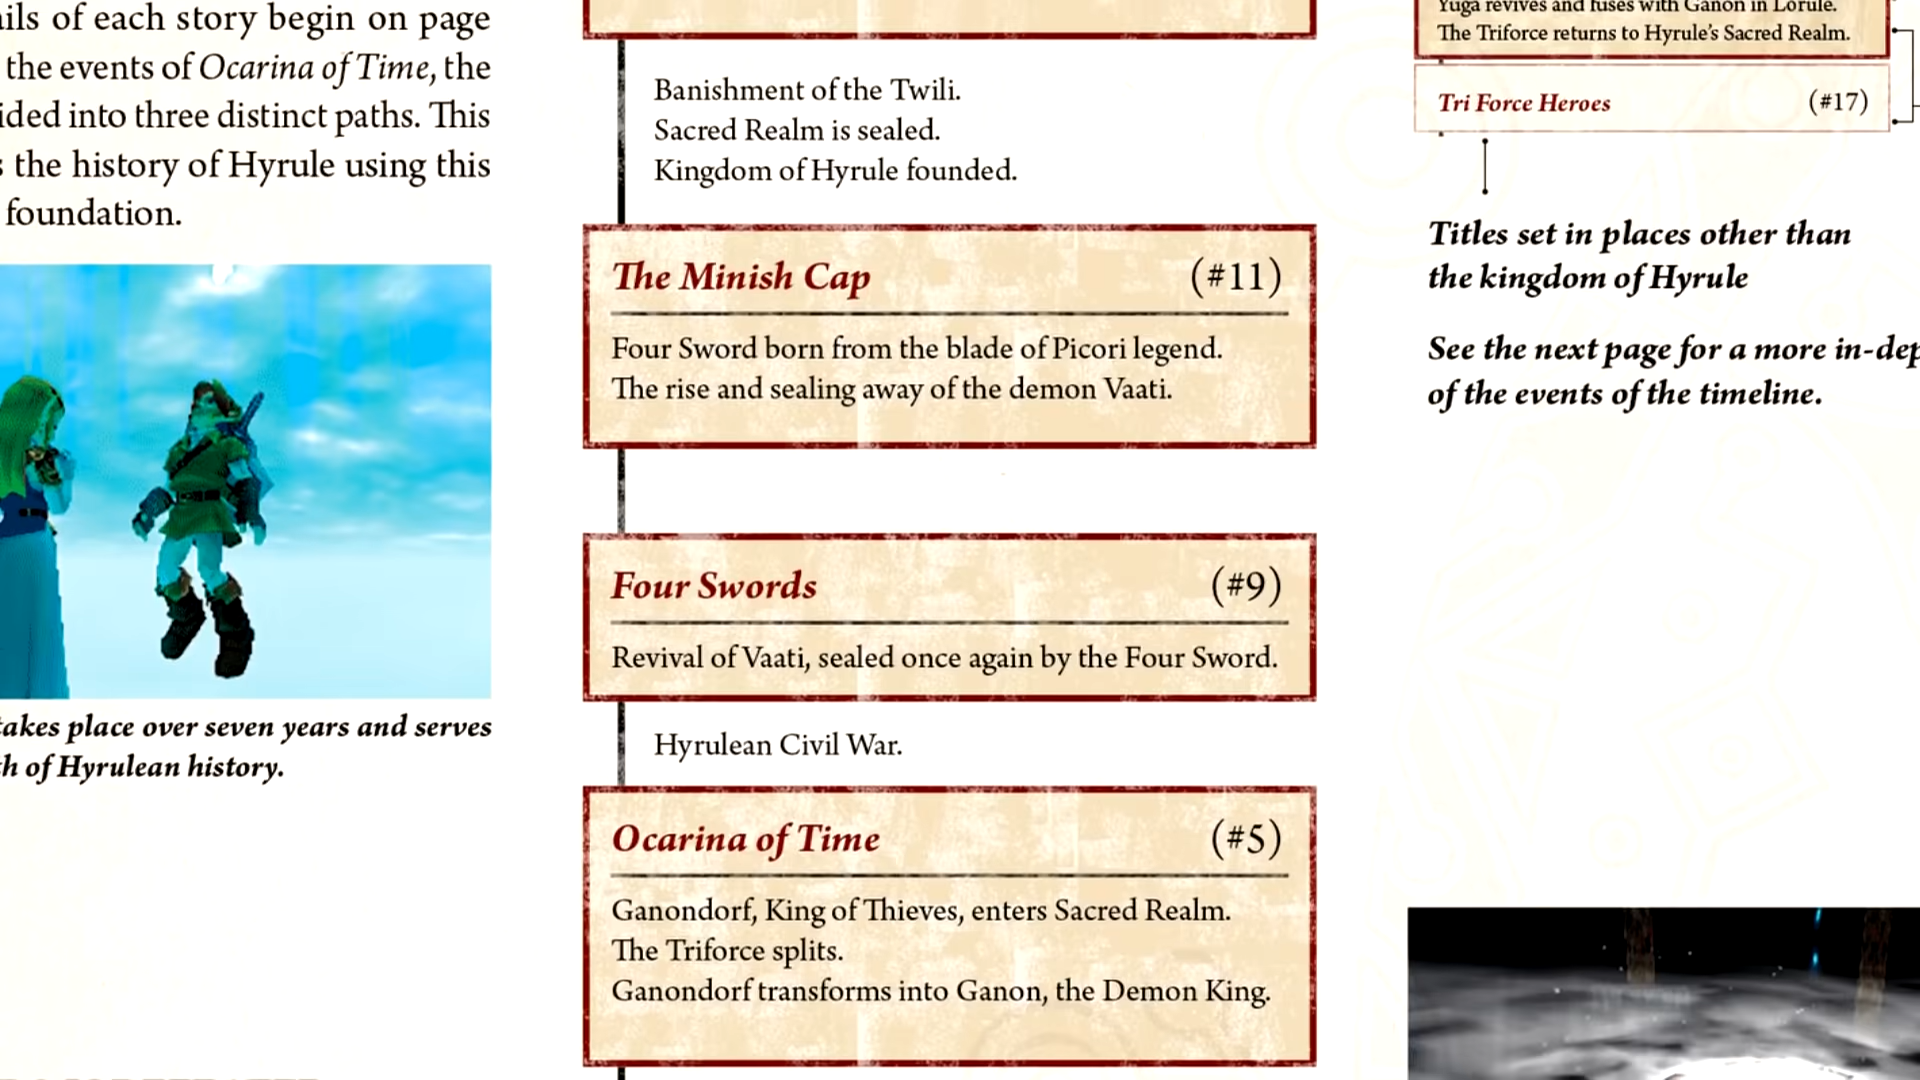 ils of each story begin on page
the events of Ocarina of Time, the
ided into three distinct paths. This
s the history of Hyrule using this
foundation.
takes place over seven years and serves
h of Hyrulean history.
Banishment of the Twili.
Sacred Realm is sealed.
Kingdom of Hyrule founded.
The Minish Cap (#11)
Four Sword born from the blade of Picori legend.
The rise and sealing away of the demon Vaati.
Four Swords (#9)
Revival of Vaati, sealed once again by the Four Sword.
Hyrulean Civil War.
Ocarina of Time (#5)
Ganondorf, King of Thieves, enters Sacred Realm.
The Triforce splits.
Ganondorf transforms into Ganon, the Demon King.
Yuga revives and fuses with Ganon in Lorule.
The Triforce returns to Hyrule's Sacred Realm.
Tri Force Heroes (#17)
Titles set in places other than
the kingdom of Hyrule
See the next page for a more in-dep
of the events of the timeline.